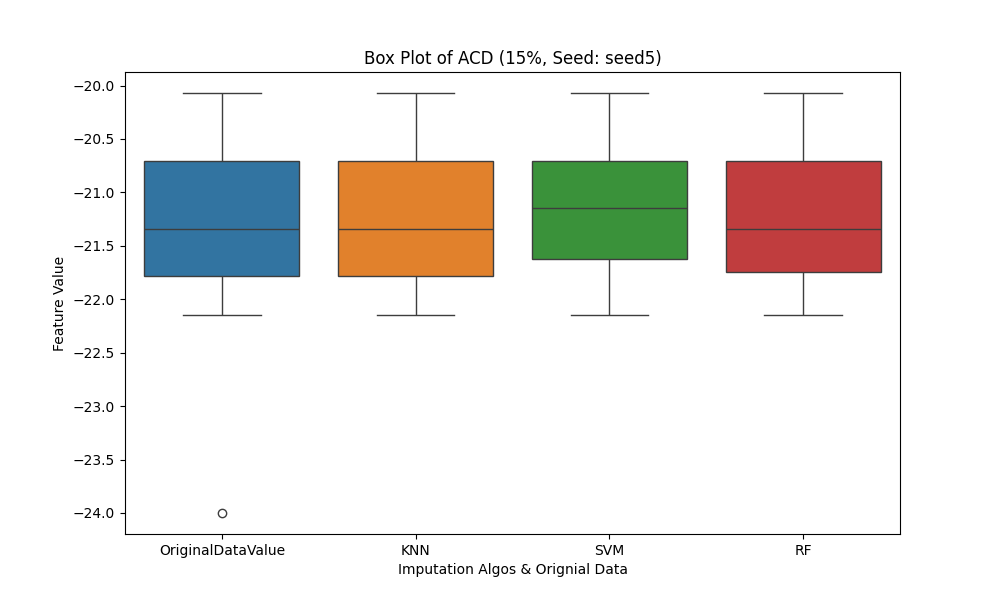 Box Plot of ACD (15%, Seed: seed5)
−20.0
−20.5
−21.0
−21.5
−22.0
−22.5
−23.0
−23.5
−24.0
Feature Value
OriginalDataValue KNN SVM RF
Imputation Algos & Orignial Data